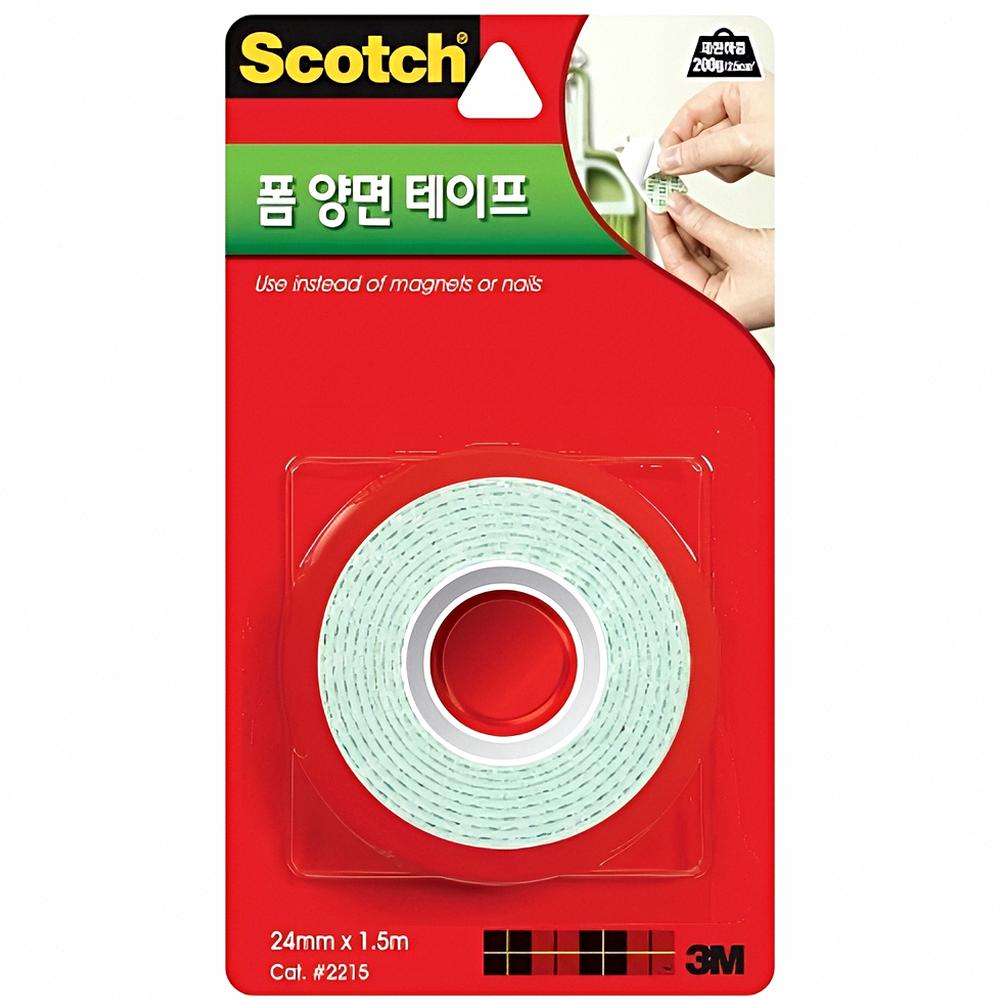 Scotch®
200g
폼 양면 테이프
Use instead of magnets or nails
24mm x 1.5m
Cat. #2215
3M